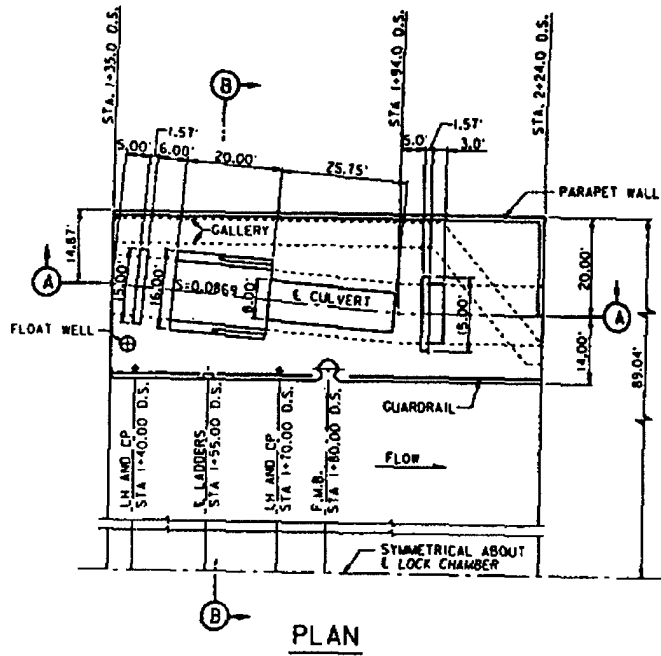 STA. 1+35.0 D.S.
STA 1+94.0 D.S.
STA. 2+24.0 D.S.
B
1.57'
5.00'
6.00'
20.00'
25.75'
5.0'
1.57'
3.0'
PARAPET WALL
14.87'
GALLERY
20.00'
A
15.00'
16.00'
S=0.0869
8.00'
℄ CULVERT
15.00'
A
FLOAT WELL
14.00'
89.04'
GUARDRAIL
LH AND CP
STA 1+40.00 D.S.
℄ LADDERS
STA 1+55.00 D.S.
LH AND CP
STA 1+70.00 D.S.
F.M.B.
STA 1+80.00 D.S.
FLOW
SYMMETRICAL ABOUT
℄ LOCK CHAMBER
B
PLAN